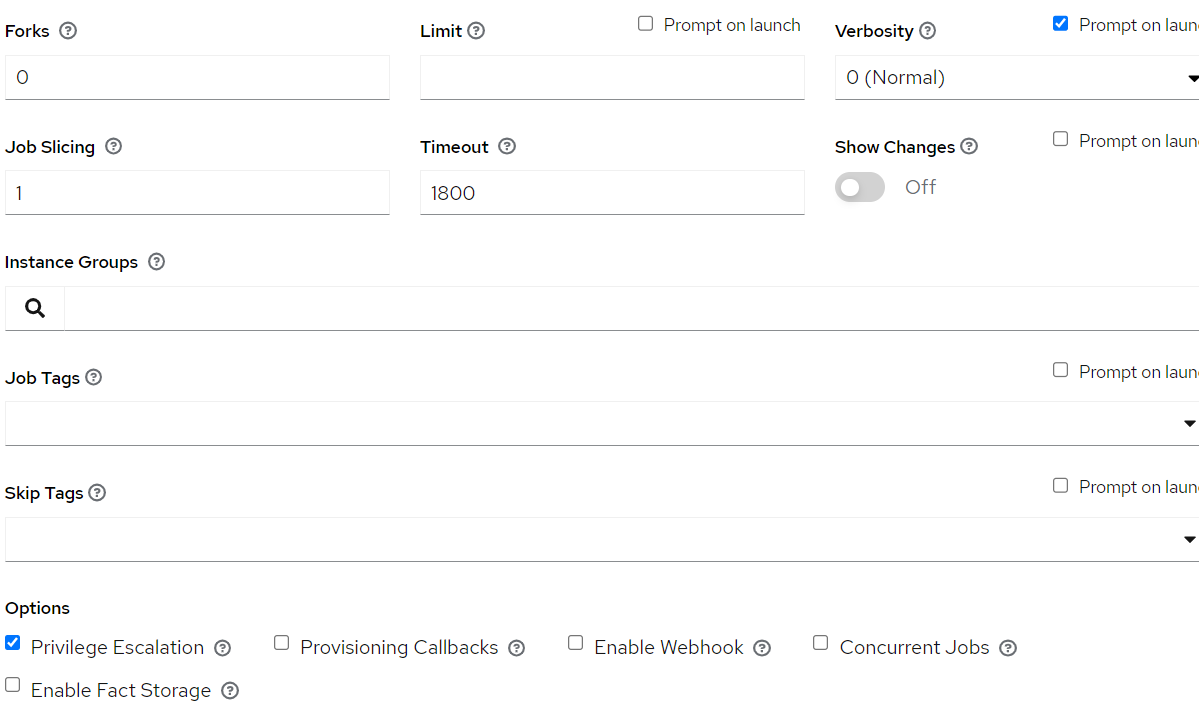 Forks
Limit
Prompt on launch
Verbosity
Prompt on laun
0
0 (Normal)
Job Slicing
Timeout
Show Changes
Prompt on laun
1
1800
Off
Instance Groups
Job Tags
Prompt on laun
Skip Tags
Prompt on laun
Options
Privilege Escalation
Provisioning Callbacks
Enable Webhook
Concurrent Jobs
Enable Fact Storage